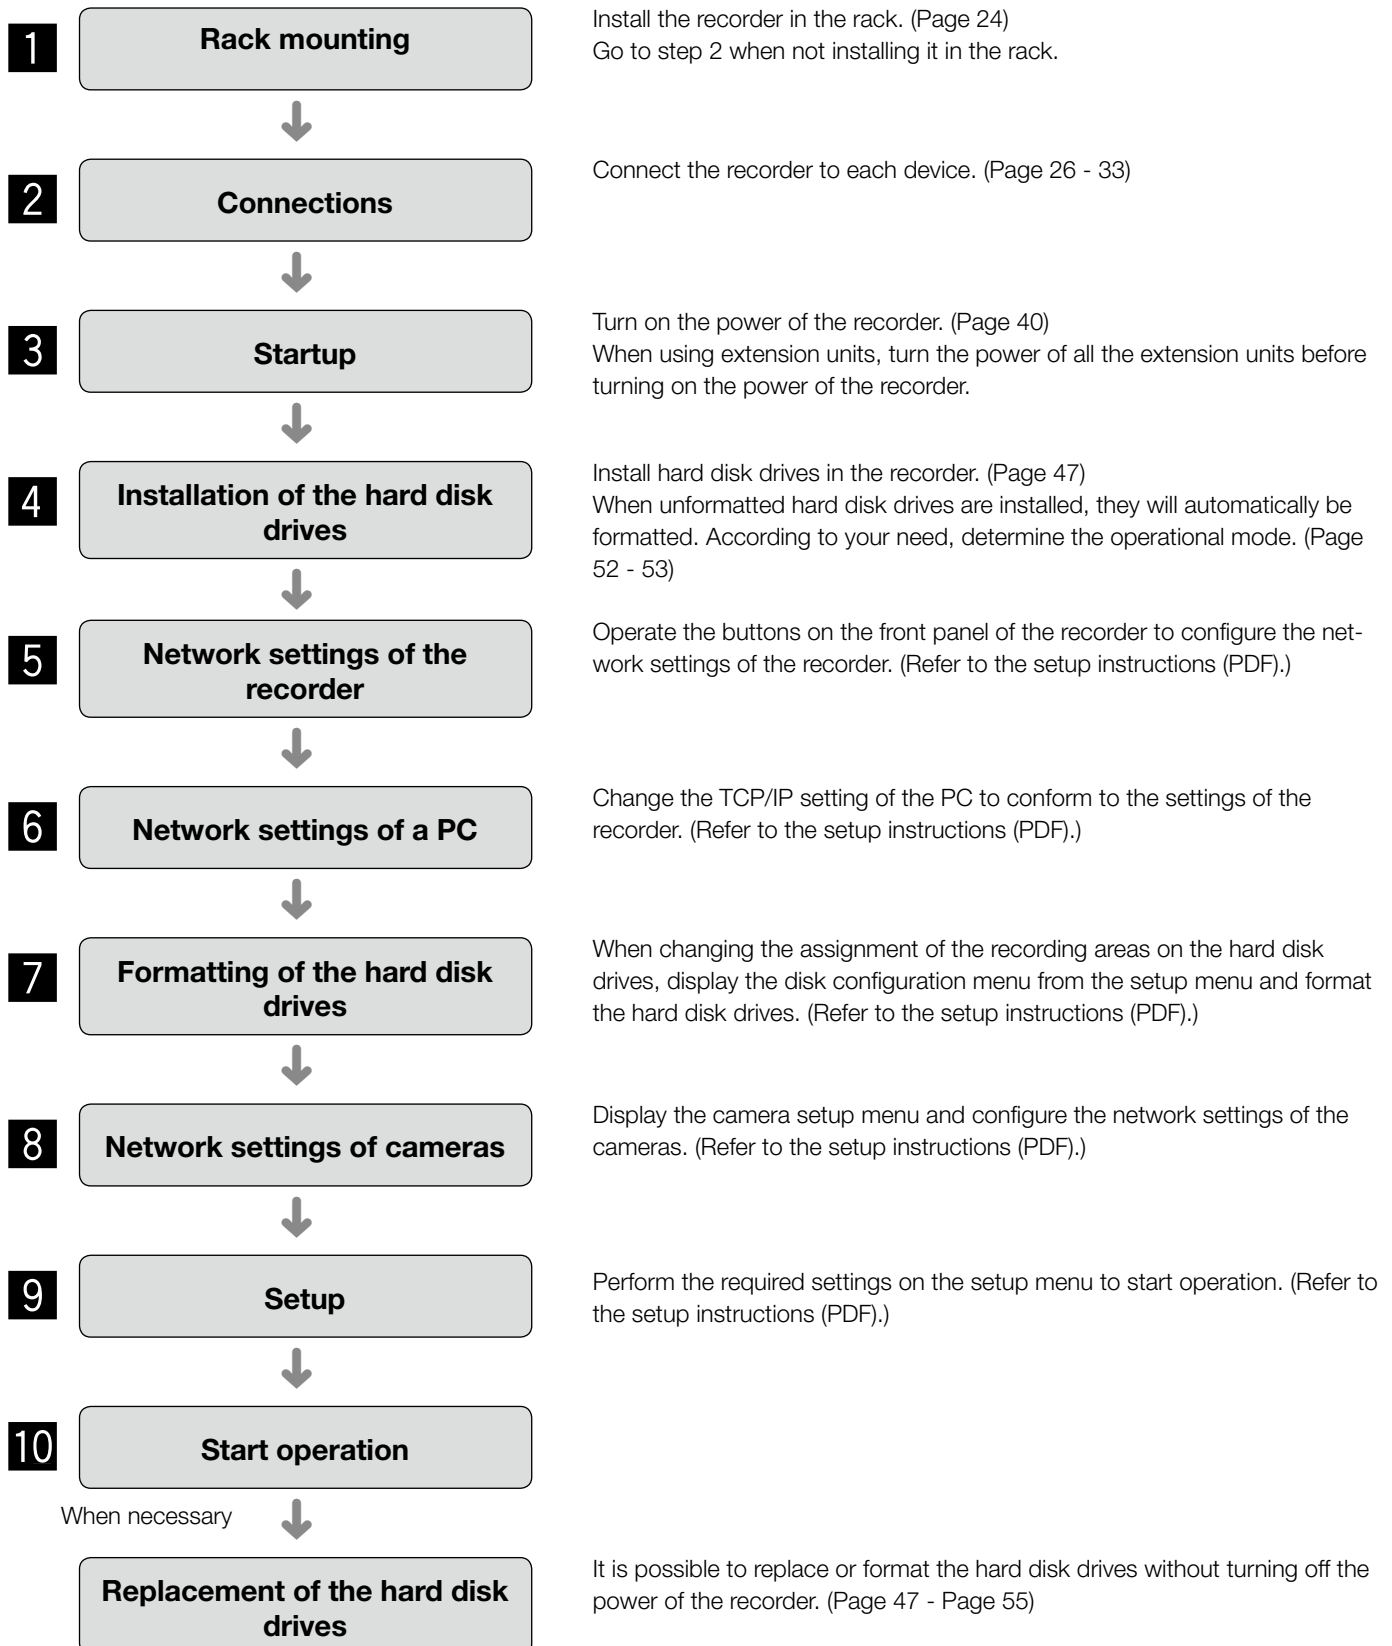 1
Rack mounting
Install the recorder in the rack. (Page 24)
Go to step 2 when not installing it in the rack.
2
Connections
Connect the recorder to each device. (Page 26 - 33)
3
Startup
Turn on the power of the recorder. (Page 40)
When using extension units, turn the power of all the extension units before
turning on the power of the recorder.
4
Installation of the hard disk
drives
Install hard disk drives in the recorder. (Page 47)
When unformatted hard disk drives are installed, they will automatically be
formatted. According to your need, determine the operational mode. (Page
52 - 53)
5
Network settings of the
recorder
Operate the buttons on the front panel of the recorder to configure the net-
work settings of the recorder. (Refer to the setup instructions (PDF).)
6
Network settings of a PC
Change the TCP/IP setting of the PC to conform to the settings of the
recorder. (Refer to the setup instructions (PDF).)
7
Formatting of the hard disk
drives
When changing the assignment of the recording areas on the hard disk
drives, display the disk configuration menu from the setup menu and format
the hard disk drives. (Refer to the setup instructions (PDF).)
8
Network settings of cameras
Display the camera setup menu and configure the network settings of the
cameras. (Refer to the setup instructions (PDF).)
9
Setup
Perform the required settings on the setup menu to start operation. (Refer to
the setup instructions (PDF).)
10
Start operation
When necessary
Replacement of the hard disk
drives
It is possible to replace or format the hard disk drives without turning off the
power of the recorder. (Page 47 - Page 55)